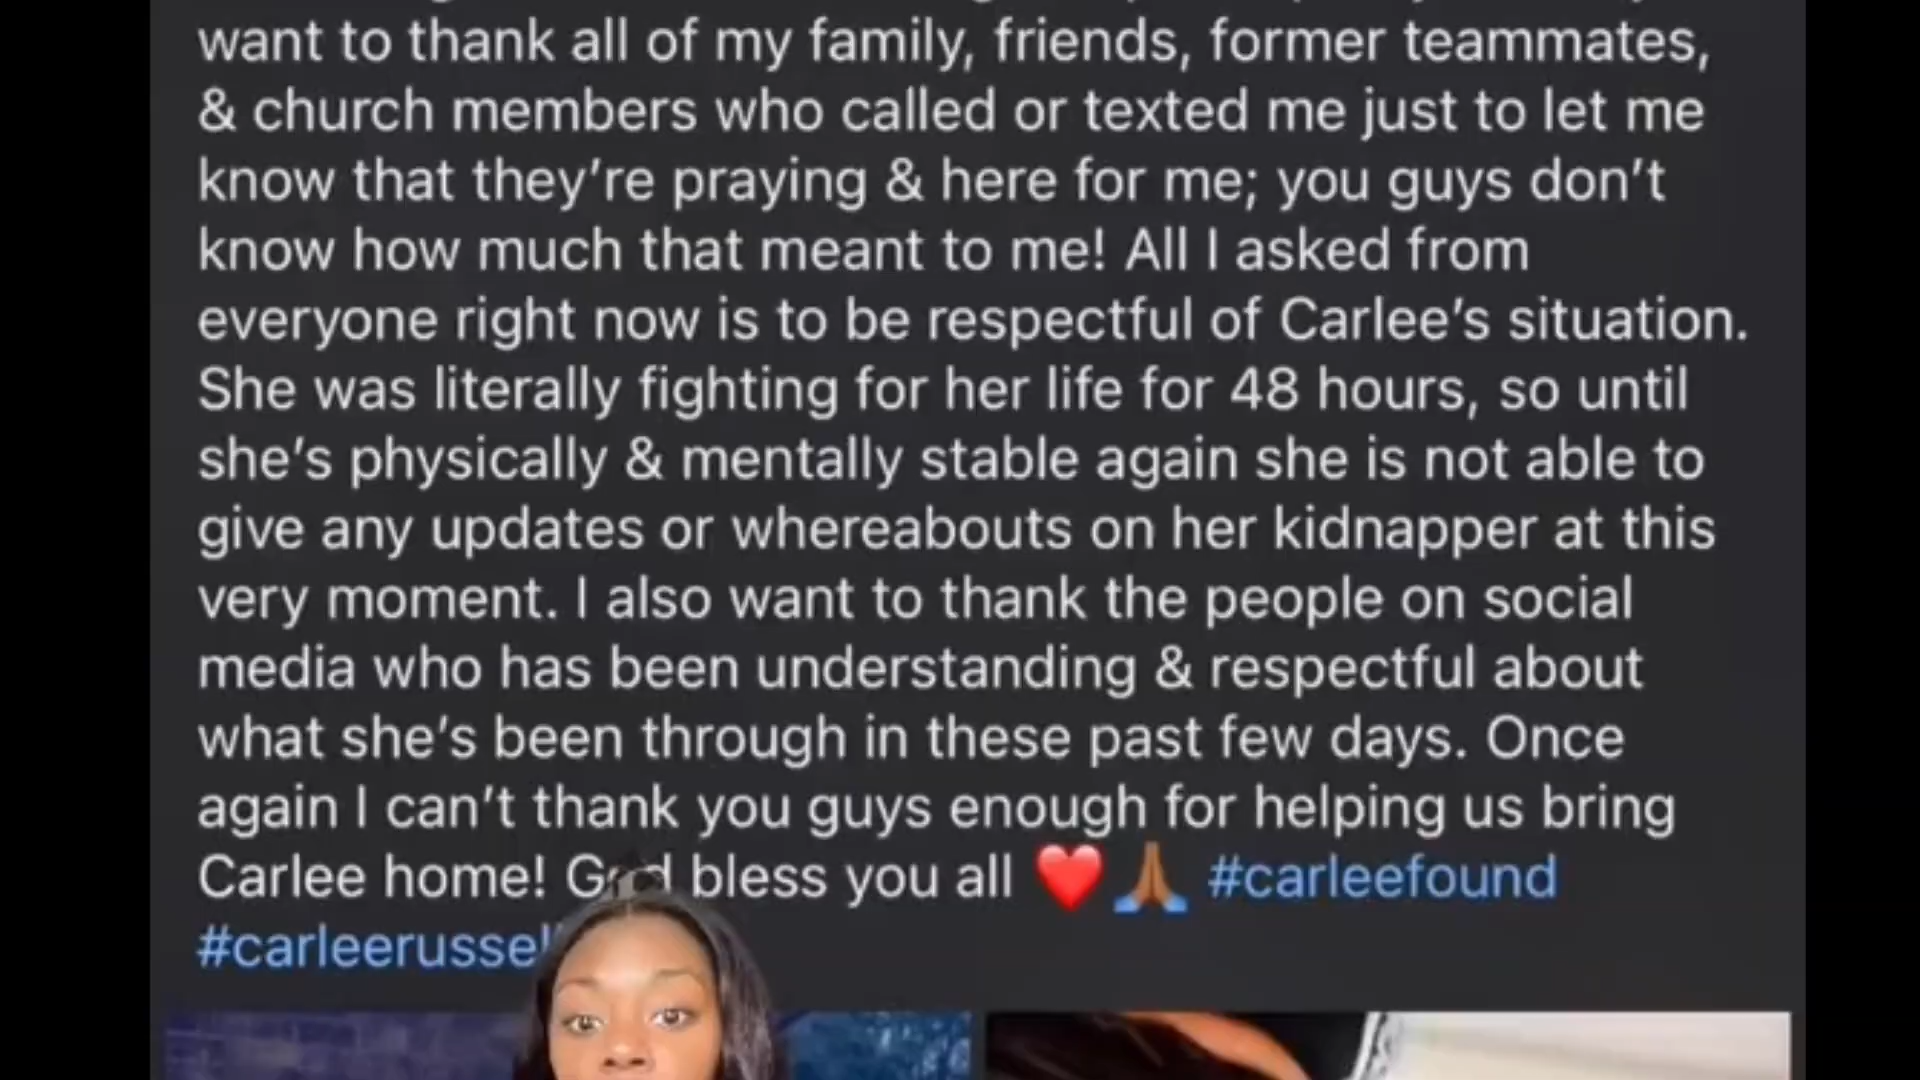 want to thank all of my family, friends, former teammates,
& church members who called or texted me just to let me
know that they’re praying & here for me; you guys don’t
know how much that meant to me! All I asked from
everyone right now is to be respectful of Carlee’s situation.
She was literally fighting for her life for 48 hours, so until
she’s physically & mentally stable again she is not able to
give any updates or whereabouts on her kidnapper at this
very moment. I also want to thank the people on social
media who has been understanding & respectful about
what she’s been through in these past few days. Once
again I can’t thank you guys enough for helping us bring
Carlee home! God bless you all ❤️🙏🏾 #carleefound
#carleerussell